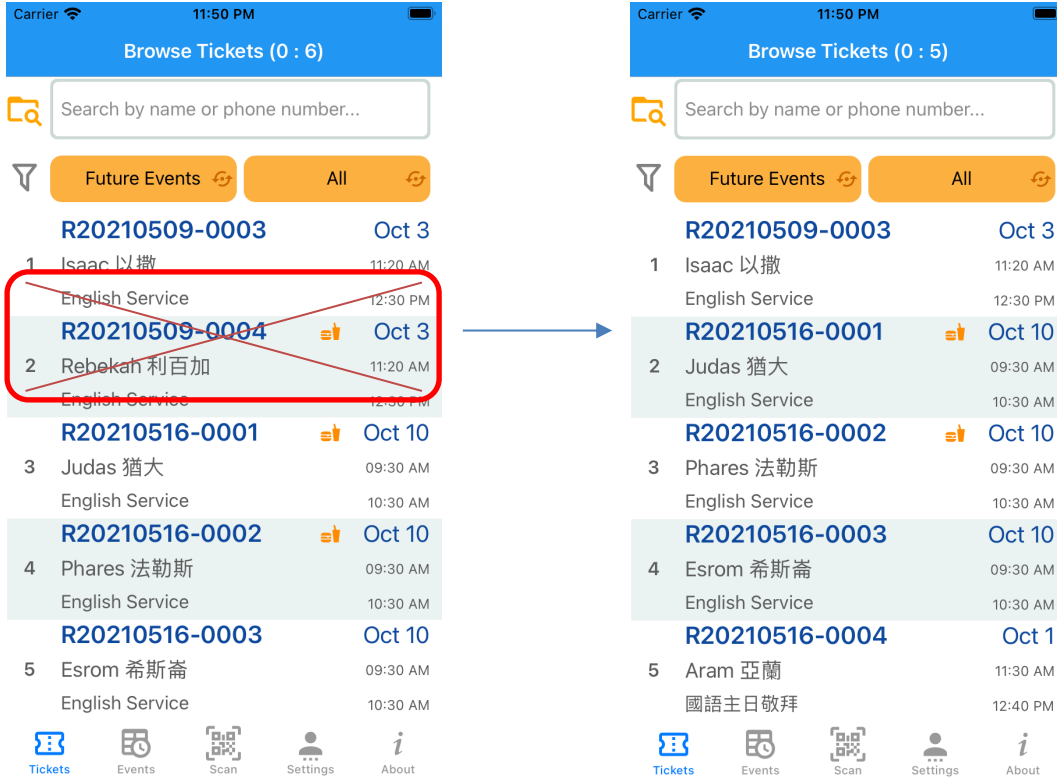 Carrier 11:50 PM
Browse Tickets (0 : 6)
Search by name or phone number...
Future Events All
R20210509-0003 Oct 3
1 Isaac 以撒 11:20 AM
English Service 12:30 PM
R20210509-0004 Oct 3
2 Rebekah 利百加 11:20 AM
English Service 12:30 PM
R20210516-0001 Oct 10
3 Judas 猶大 09:30 AM
English Service 10:30 AM
R20210516-0002 Oct 10
4 Phares 法勒斯 09:30 AM
English Service 10:30 AM
R20210516-0003 Oct 10
5 Esrom 希斯崙 09:30 AM
English Service 10:30 AM
Tickets Events Scan Settings About
Carrier 11:50 PM
Browse Tickets (0 : 5)
Search by name or phone number...
Future Events All
R20210509-0003 Oct 3
1 Isaac 以撒 11:20 AM
English Service 12:30 PM
R20210516-0001 Oct 10
2 Judas 猶大 09:30 AM
English Service 10:30 AM
R20210516-0002 Oct 10
3 Phares 法勒斯 09:30 AM
English Service 10:30 AM
R20210516-0003 Oct 10
4 Esrom 希斯崙 09:30 AM
English Service 10:30 AM
R20210516-0004 Oct 1
5 Aram 亞蘭 11:30 AM
國語主日敬拜 12:40 PM
Tickets Events Scan Settings About